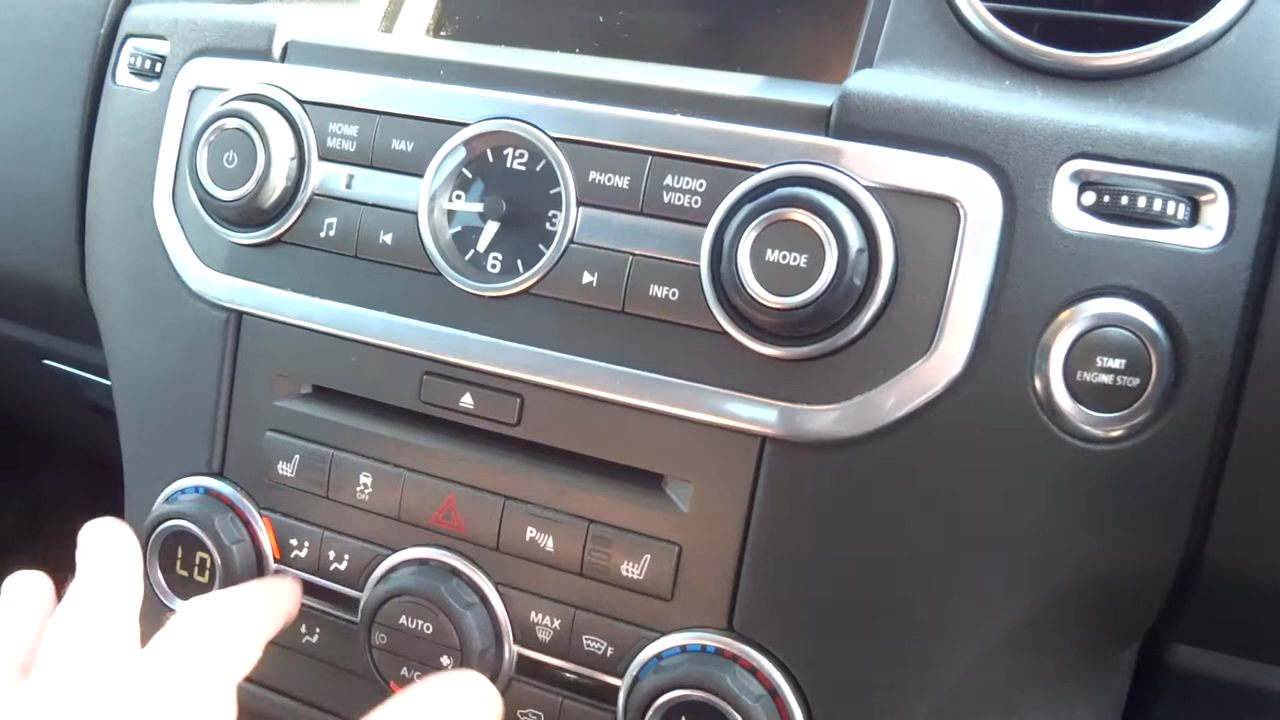 HOME
MENU
NAV
12
9
3
6
PHONE
AUDIO
VIDEO
MODE
INFO
START
ENGINE STOP
OFF
P
LO
AUTO
A/C
MAX
F